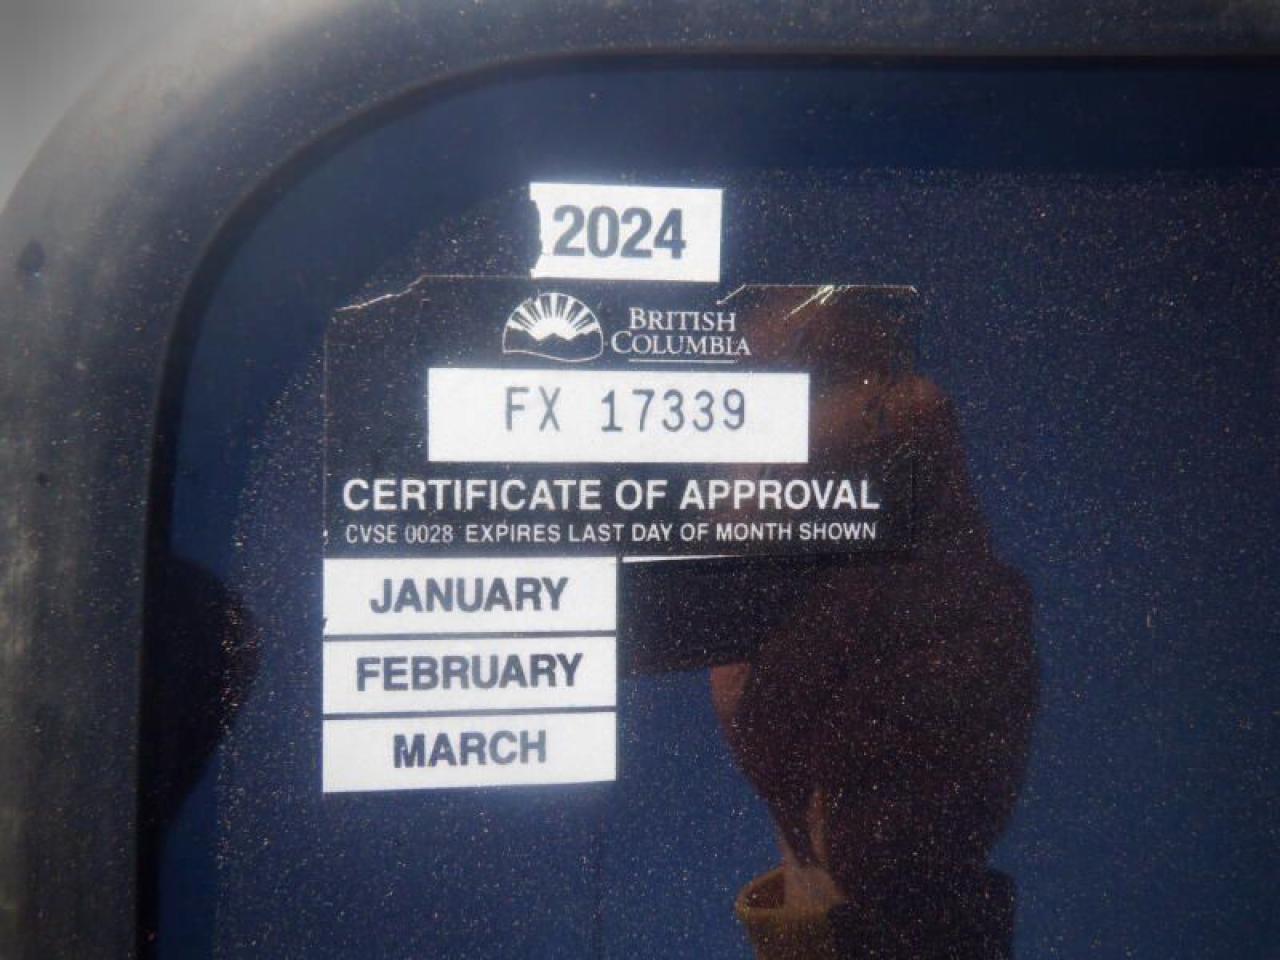 2024
BRITISH
COLUMBIA
FX 17339
CERTIFICATE OF APPROVAL
CVSE 0028 EXPIRES LAST DAY OF MONTH SHOWN
JANUARY
FEBRUARY
MARCH